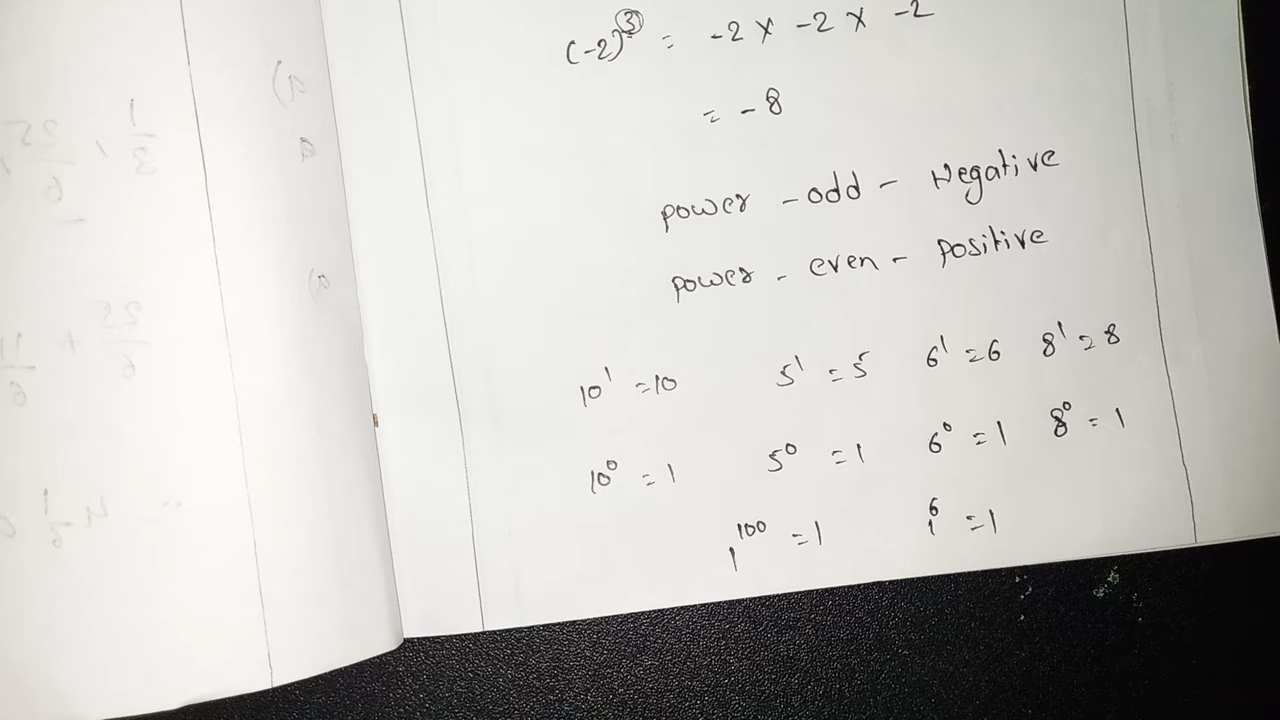 (-2)³ = -2 x -2 x -2
= -8
power - odd - Negative
power - even - positive
10¹ = 10 5¹ = 5 6¹ = 6 8¹ = 8
10⁰ = 1 5⁰ = 1 6⁰ = 1 8⁰ = 1
1¹⁰⁰ = 1 1⁶ = 1